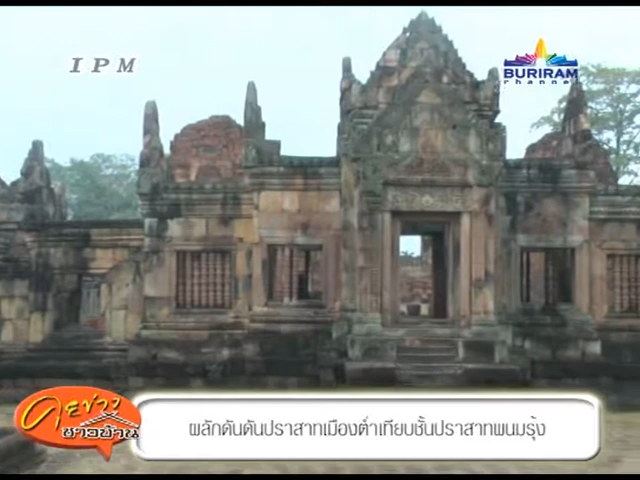 IPM
BURIRAM
channel
คุยข่าว
ชาวบ้าน
ผลักดันดันปราสาทเมืองต่ำเทียบชั้นปราสาทพนมรุ้ง